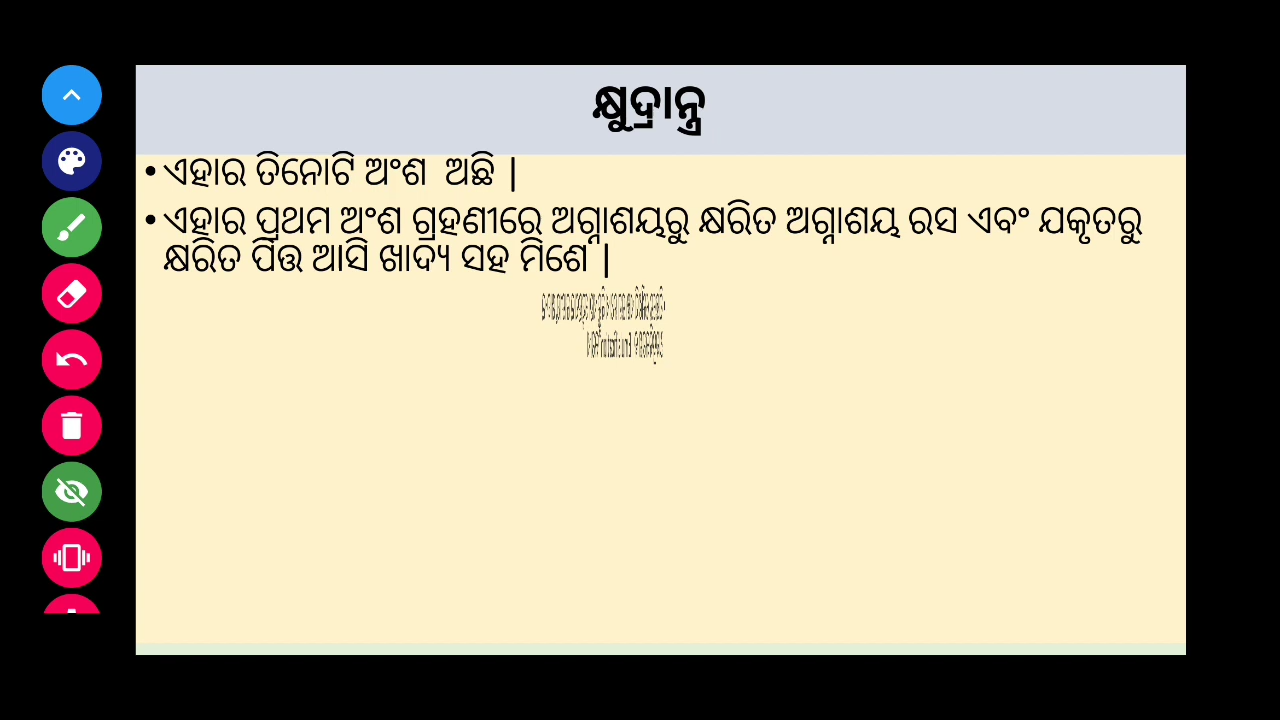 କ୍ଷୁଦ୍ରାନ୍ତ୍ର
• ଏହାର ତିନୋଟି ଅଂଶ ଅଛି |
• ଏହାର ପ୍ରଥମ ଅଂଶ ଗ୍ରହଣୀରେ ଅଗ୍ନାଶୟରୁ କ୍ଷରିତ ଅଗ୍ନାଶୟ ରସ ଏବଂ ଯକୃତରୁ
କ୍ଷରିତ ପିତ୍ତ ଆସି ଖାଦ୍ୟ ସହ ମିଶେ |